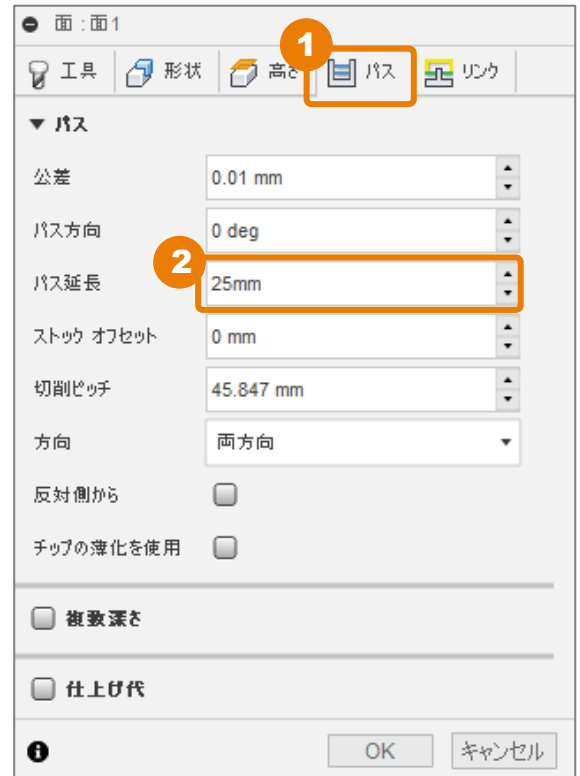 面 : 面1
1
工具 形状 高さ パス リンク
▼ パス
公差 0.01 mm
パス方向 0 deg
2
パス延長 25mm
ストック オフセット 0 mm
切削ピッチ 45.847 mm
方向 両方向
反対側から
チップの薄化を使用
複数深さ
仕上げ代
OK キャンセル